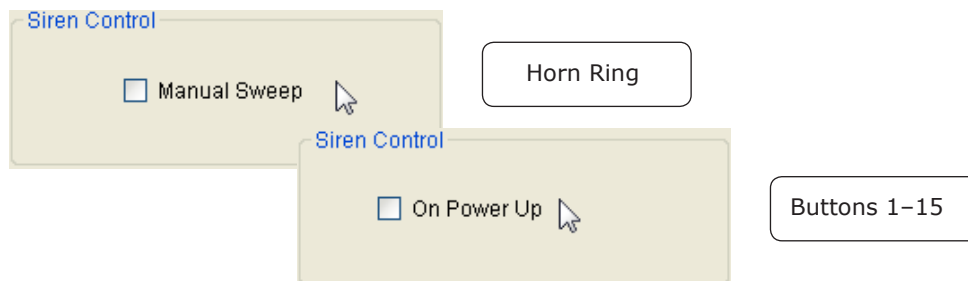 Siren Control
Manual Sweep
Horn Ring
Siren Control
On Power Up
Buttons 1–15